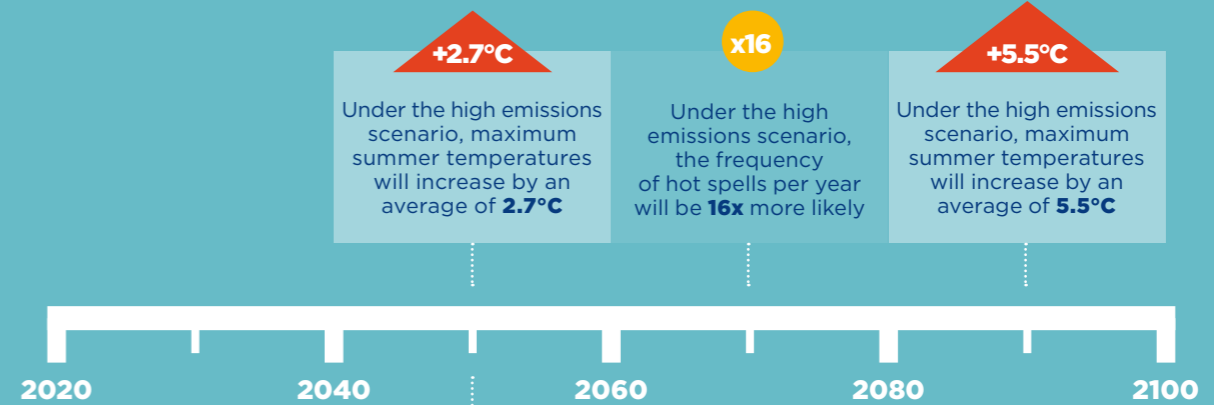 +2.7°C
Under the high emissions
scenario, maximum
summer temperatures
will increase by an
average of 2.7°C
x16
Under the high
emissions scenario,
the frequency
of hot spells per year
will be 16x more likely
+5.5°C
Under the high emissions
scenario, maximum
summer temperatures
will increase by an
average of 5.5°C
2020 2040 2060 2080 2100